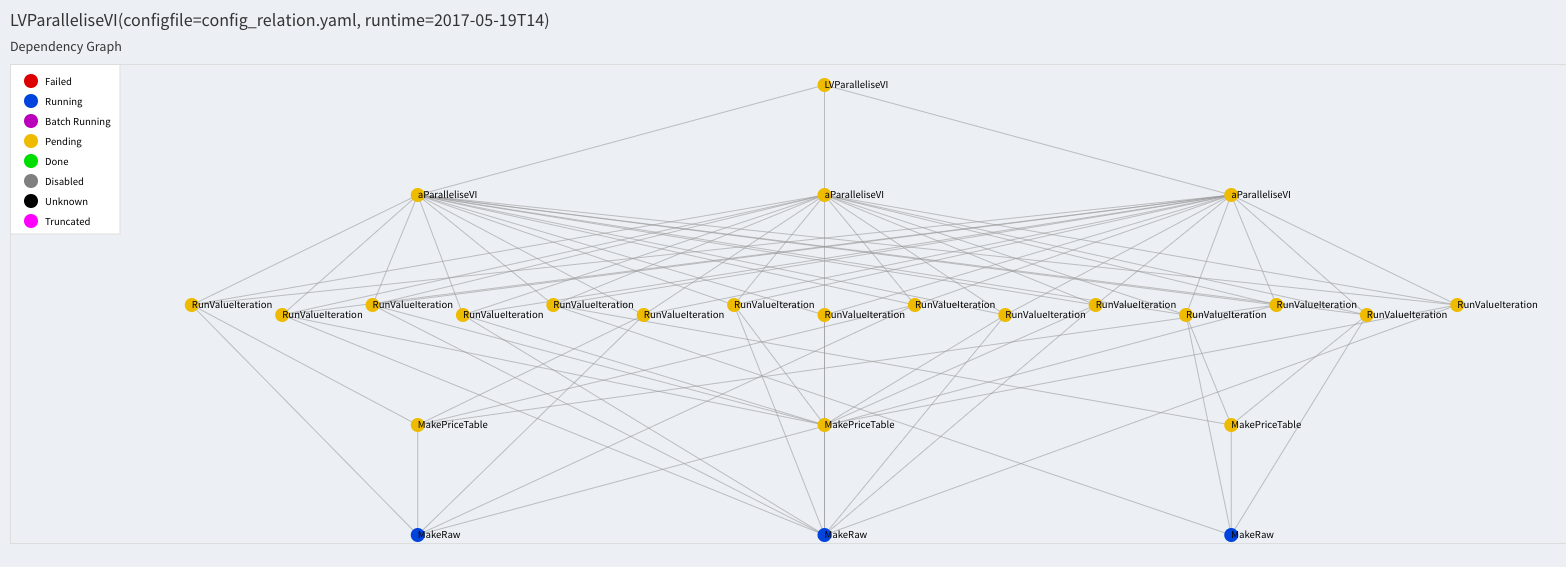 LVParalleliseVI(configfile=config_relation.yaml, runtime=2017-05-19T14)
Dependency Graph
Failed
Running
Batch Running
Pending
Done
Disabled
Unknown
Truncated
LVParalleliseVI
aParalleliseVI aParalleliseVI aParalleliseVI
RunValueIteration RunValueIteration RunValueIteration RunValueIteration RunValueIteration RunValueIteration RunValueIteration RunValueIteration
RunValueIteration RunValueIteration RunValueIteration RunValueIteration RunValueIteration RunValueIteration RunValueIteration
MakePriceTable MakePriceTable MakePriceTable
MakeRaw MakeRaw MakeRaw